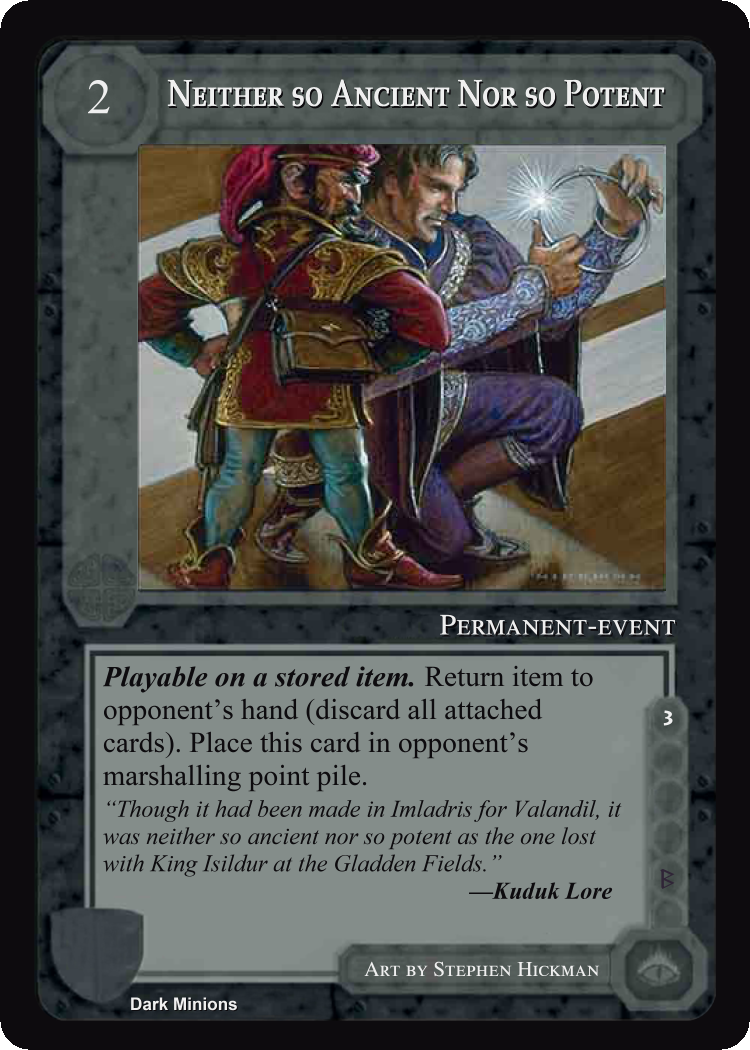 2
NEITHER SO ANCIENT NOR SO POTENT
PERMANENT-EVENT
Playable on a stored item. Return item to
opponent’s hand (discard all attached
cards). Place this card in opponent’s
marshalling point pile.
“Though it had been made in Imladris for Valandil, it
was neither so ancient nor so potent as the one lost
with King Isildur at the Gladden Fields.”
—Kuduk Lore
3
ART BY STEPHEN HICKMAN
Dark Minions